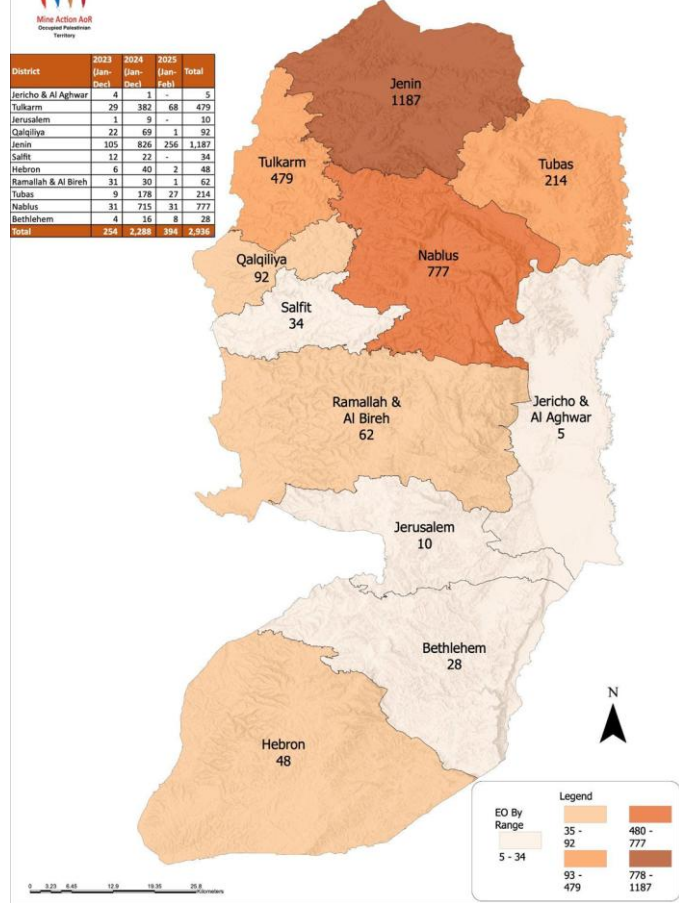 Mine Action AoR
Occupied Palestinian
Territory
District 2023 (Jan-Dec) 2024 (Jan-Dec) 2025 (Jan-Feb) Total
Jericho & Al Aghwar 4 1 - 5
Tulkarm 29 382 68 479
Jerusalem 1 9 - 10
Qalqiliya 22 69 1 92
Jenin 105 826 256 1,187
Salfit 12 22 - 34
Hebron 6 40 2 48
Ramallah & Al Bireh 31 30 1 62
Tubas 9 178 27 214
Nablus 31 715 31 777
Bethlehem 4 16 8 28
Total 254 2,288 394 2,936
Jenin
1187
Tulkarm
479
Tubas
214
Nablus
777
Qalqiliya
92
Salfit
34
Ramallah &
Al Bireh
62
Jericho &
Al Aghwar
5
Jerusalem
10
Bethlehem
28
Hebron
48
N
Legend
EO By
Range
5 - 34
35 -
92
93 -
479
480 -
777
778 -
1187
0 3.23 6.45 12.9 19.35 25.8
Kilometers